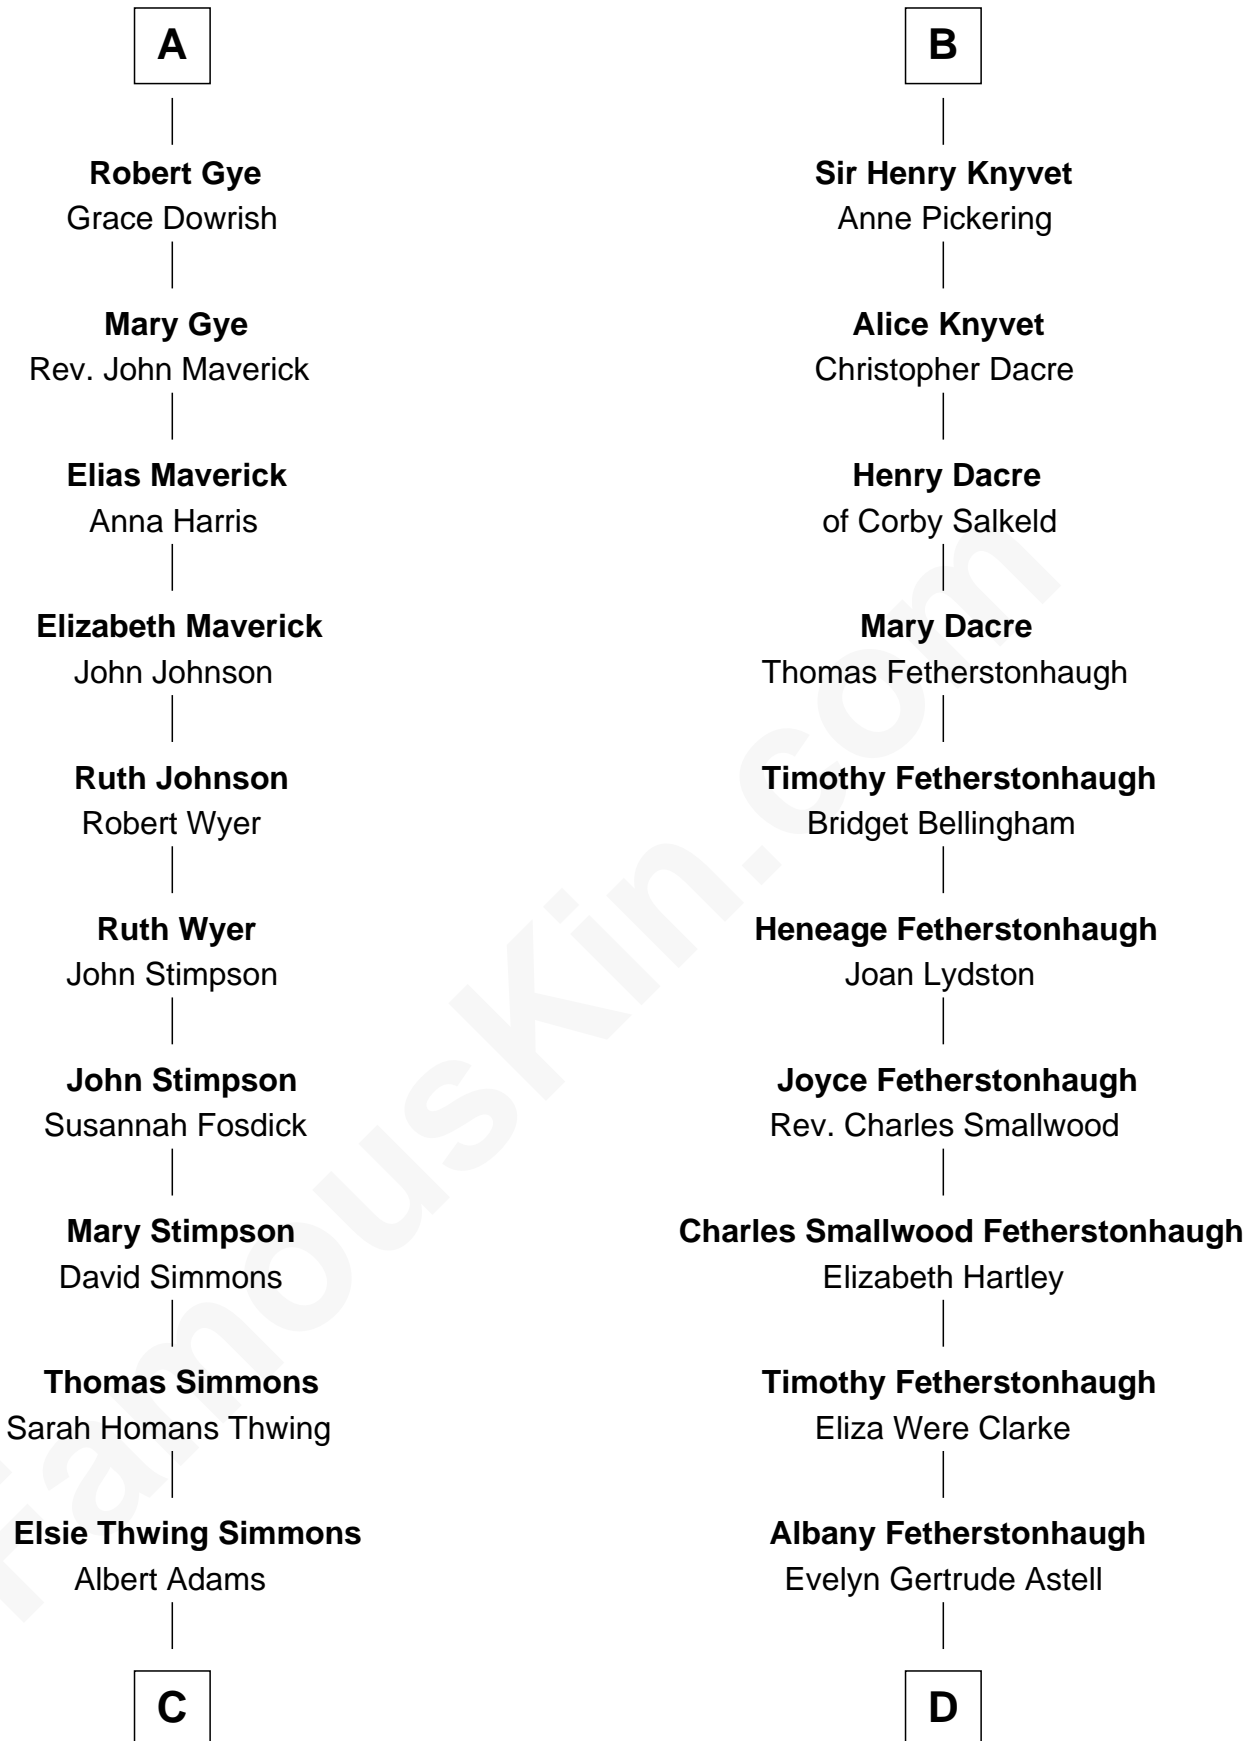 A
Robert Gye
Grace Dowrish
Mary Gye
Rev. John Maverick
Elias Maverick
Anna Harris
Elizabeth Maverick
John Johnson
Ruth Johnson
Robert Wyer
Ruth Wyer
John Stimpson
John Stimpson
Susannah Fosdick
Mary Stimpson
David Simmons
Thomas Simmons
Sarah Homans Thwing
Elsie Thwing Simmons
Albert Adams
C
B
Sir Henry Knyvet
Anne Pickering
Alice Knyvet
Christopher Dacre
Henry Dacre
of Corby Salkeld
Mary Dacre
Thomas Fetherstonhaugh
Timothy Fetherstonhaugh
Bridget Bellingham
Heneage Fetherstonhaugh
Joan Lydston
Joyce Fetherstonhaugh
Rev. Charles Smallwood
Charles Smallwood Fetherstonhaugh
Elizabeth Hartley
Timothy Fetherstonhaugh
Eliza Were Clarke
Albany Fetherstonhaugh
Evelyn Gertrude Astell
D
FamousKin.com